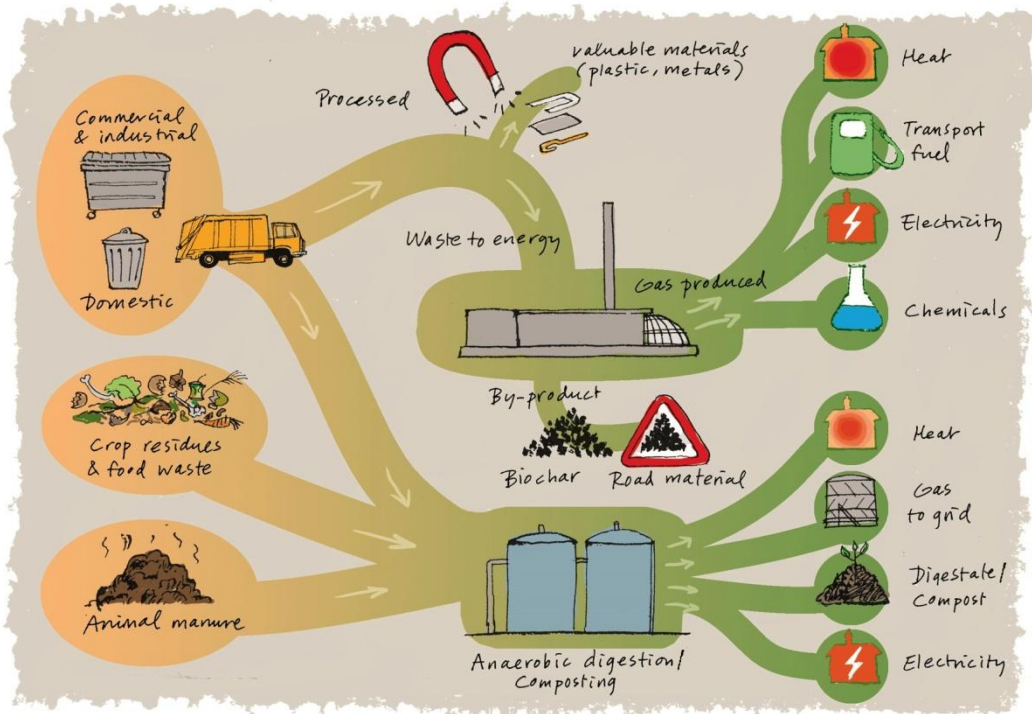 Commercial
& industrial
Domestic
Crop residues
& food waste
Animal manure
Processed
valuable materials
(plastic, metals)
Waste to energy
Gas produced
By-product
Biochar
Road material
Anaerobic digestion/
Composting
Heat
Transport
fuel
Electricity
Chemicals
Heat
Gas
to grid
Digestate/
Compost
Electricity